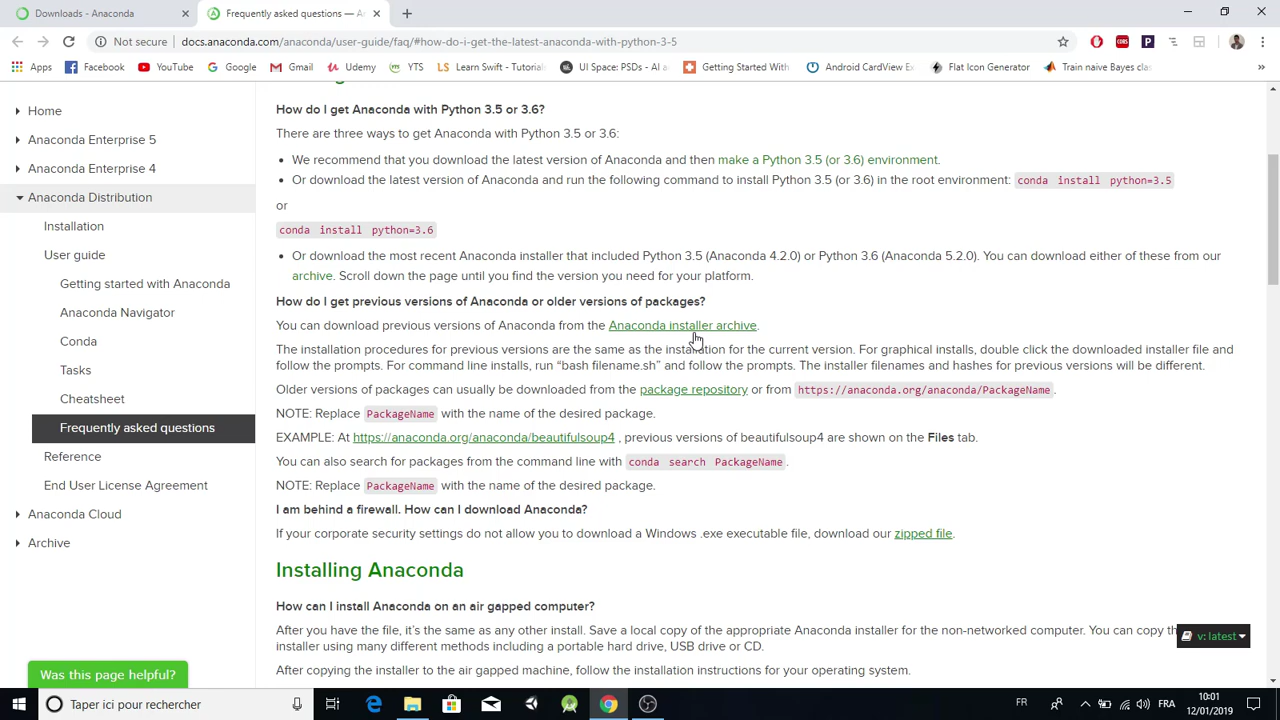 Downloads - Anaconda
Frequently asked questions — A
Not secure
docs.anaconda.com/anaconda/user-guide/faq/#how-do-i-get-the-latest-anaconda-with-python-3-5
Apps
Facebook
YouTube
Google
Gmail
Udemy
YTS
Learn Swift - Tutorial
UI Space: PSDs - AI
Getting Started With
Android CardView Ex
Flat Icon Generator
Train naive Bayes clas
»
Home
Anaconda Enterprise 5
Anaconda Enterprise 4
Anaconda Distribution
Installation
User guide
Getting started with Anaconda
Anaconda Navigator
Conda
Tasks
Cheatsheet
Frequently asked questions
Reference
End User License Agreement
Anaconda Cloud
Archive
Was this page helpful?
How do I get Anaconda with Python 3.5 or 3.6?
There are three ways to get Anaconda with Python 3.5 or 3.6:
• We recommend that you download the latest version of Anaconda and then make a Python 3.5 (or 3.6) environment.
• Or download the latest version of Anaconda and run the following command to install Python 3.5 (or 3.6) in the root environment: conda install python=3.5
or
conda install python=3.6
• Or download the most recent Anaconda installer that included Python 3.5 (Anaconda 4.2.0) or Python 3.6 (Anaconda 5.2.0). You can download either of these from our
archive. Scroll down the page until you find the version you need for your platform.
How do I get previous versions of Anaconda or older versions of packages?
You can download previous versions of Anaconda from the Anaconda installer archive.
The installation procedures for previous versions are the same as the installation for the current version. For graphical installs, double click the downloaded installer file and
follow the prompts. For command line installs, run “bash filename.sh” and follow the prompts. The installer filenames and hashes for previous versions will be different.
Older versions of packages can usually be downloaded from the package repository or from https://anaconda.org/anaconda/PackageName.
NOTE: Replace PackageName with the name of the desired package.
EXAMPLE: At https://anaconda.org/anaconda/beautifulsoup4 , previous versions of beautifulsoup4 are shown on the Files tab.
You can also search for packages from the command line with conda search PackageName.
NOTE: Replace PackageName with the name of the desired package.
I am behind a firewall. How can I download Anaconda?
If your corporate security settings do not allow you to download a Windows .exe executable file, download our zipped file.
Installing Anaconda
How can I install Anaconda on an air gapped computer?
After you have the file, it’s the same as any other install. Save a local copy of the appropriate Anaconda installer for the non-networked computer. You can copy th
installer using many different methods including a portable hard drive, USB drive or CD.
After copying the installer to the air gapped machine, follow the installation instructions for your operating system.
v: latest
Taper ici pour rechercher
FR
FRA
10:01
12/01/2019